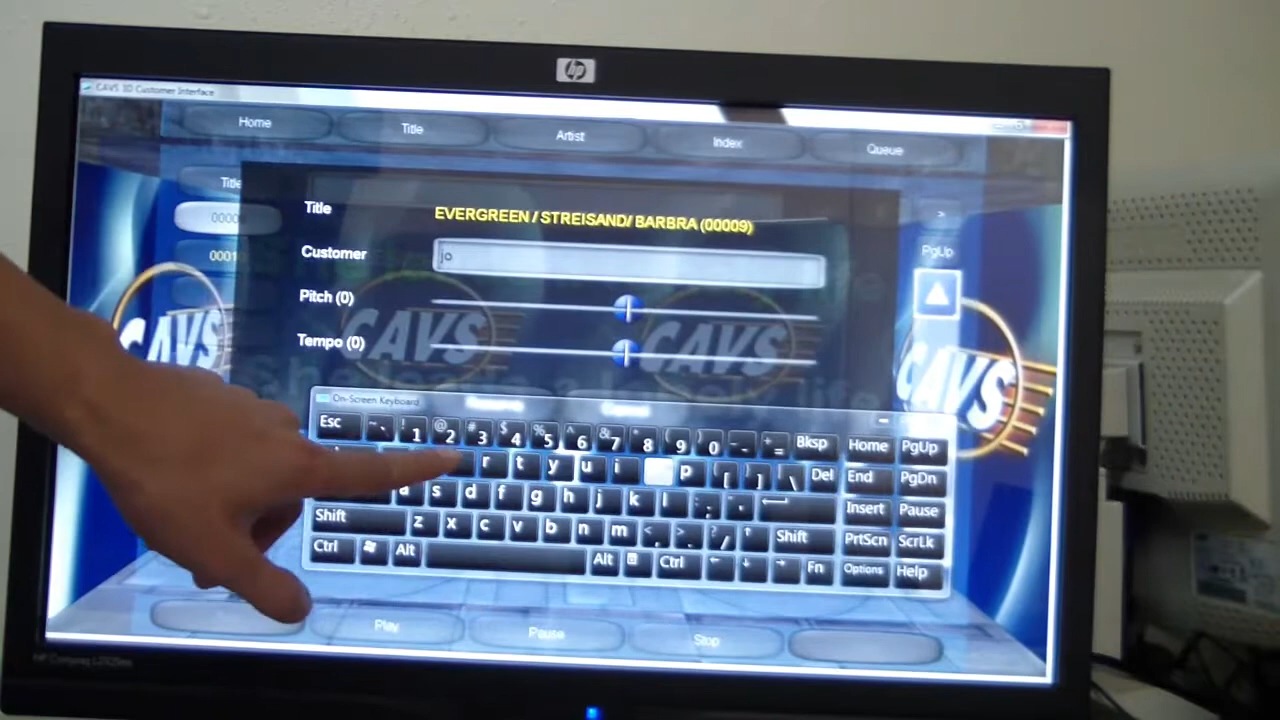 hp
CAVS 10 Customer Interface
Home Title Artist Index Queue
Title EVERGREEN / STREISAND/ BARBRA (00009)
Customer jo
PgUp
Pitch (0)
Tempo (0)
CAVS CAVS CAVS CAVS
On-Screen Keyboard
Esc ~ ` ! 1 @ 2 # 3 $ 4 % 5 ^ 6 & 7 * 8 ( 9 ) 0 - + = Bksp Home PgUp
r t y u i p [ ] \ Del End PgDn
a s d f g h j k l ; ' Insert Pause
Shift z x c v b n m < , > . ? / Shift PrtScn ScrLk
Ctrl Alt Alt Ctrl Fn Options Help
Play Pause Stop